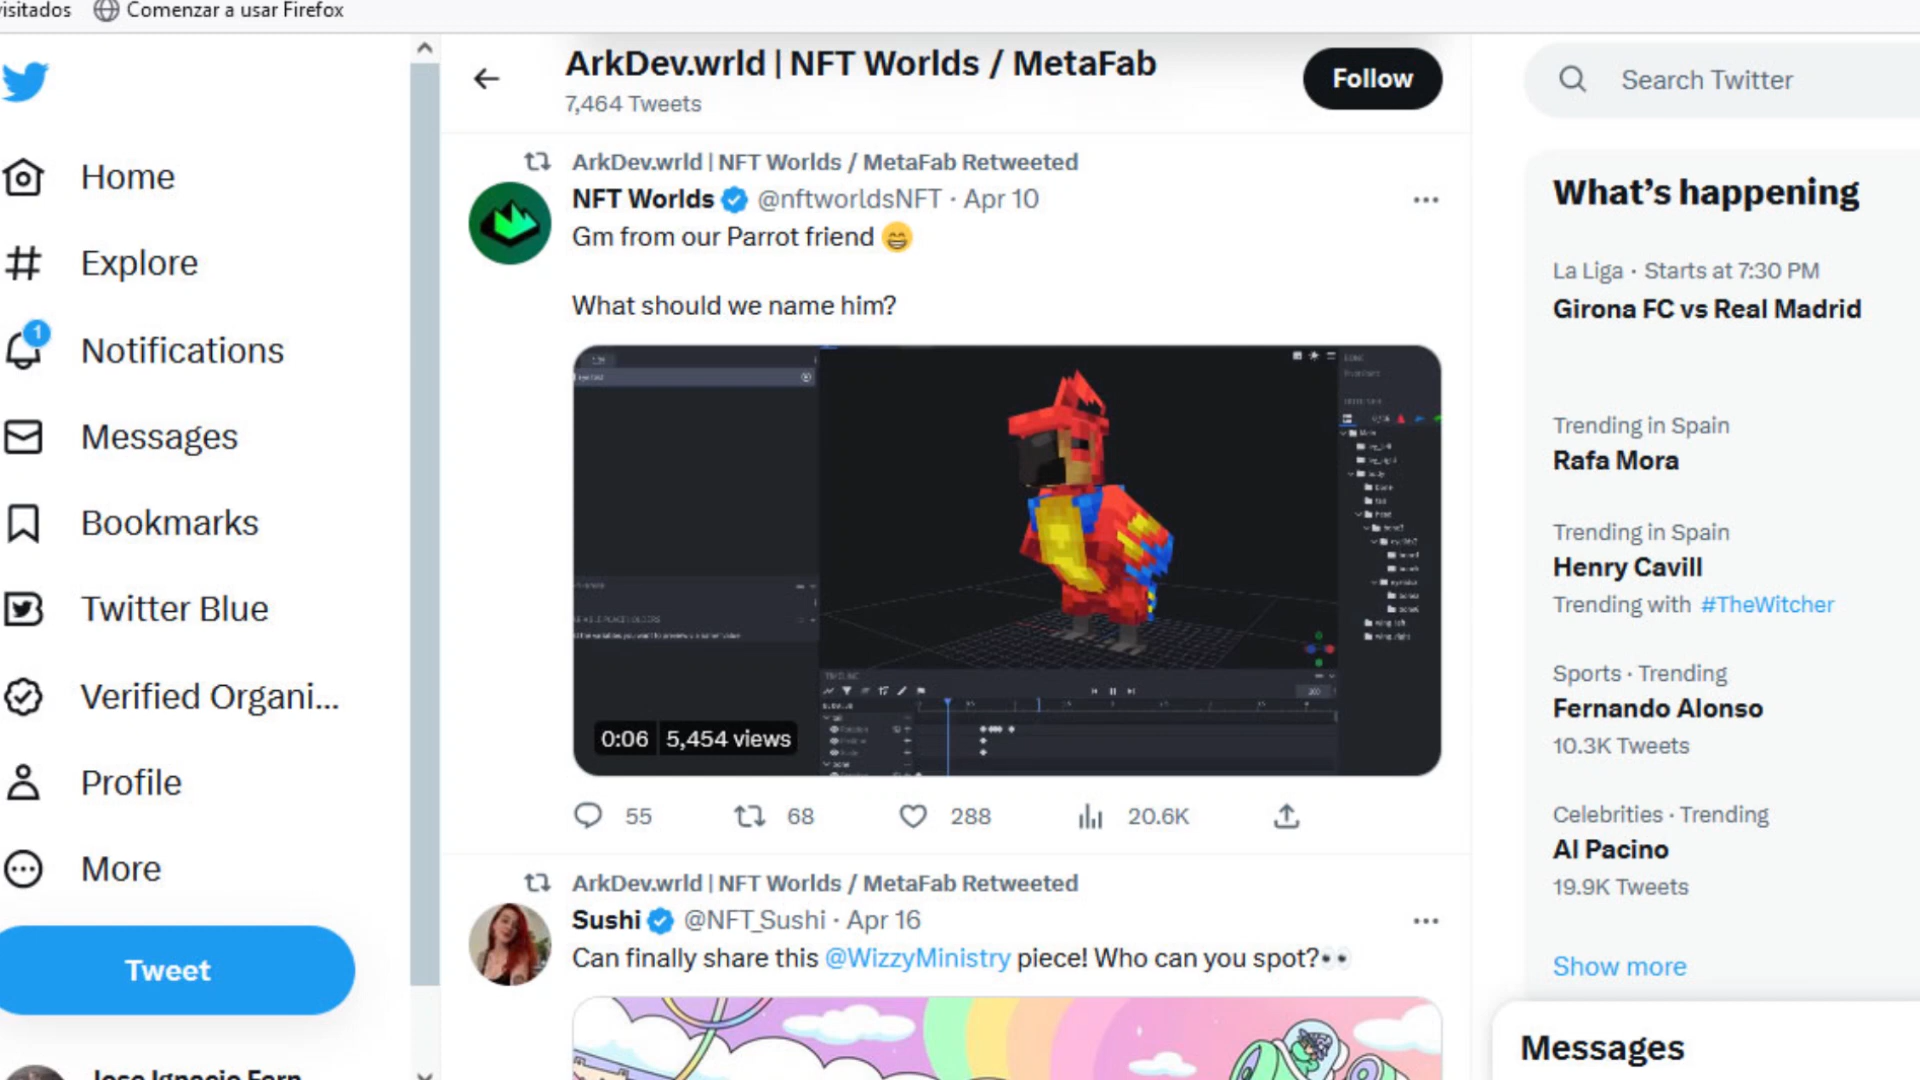 visitados
Comenzar a usar Firefox
ArkDev.wrld | NFT Worlds / MetaFab
7,464 Tweets
Follow
Search Twitter
Home
Explore
1
Notifications
Messages
Bookmarks
Twitter Blue
Verified Organi...
Profile
More
Tweet
ArkDev.wrld | NFT Worlds / MetaFab Retweeted
NFT Worlds @nftworldsNFT · Apr 10
Gm from our Parrot friend 😁
What should we name him?
0:06
5,454 views
55
68
288
20.6K
ArkDev.wrld | NFT Worlds / MetaFab Retweeted
Sushi @NFT_Sushi · Apr 16
Can finally share this @WizzyMinistry piece! Who can you spot?👀
What's happening
La Liga · Starts at 7:30 PM
Girona FC vs Real Madrid
Trending in Spain
Rafa Mora
Trending in Spain
Henry Cavill
Trending with #TheWitcher
Sports · Trending
Fernando Alonso
10.3K Tweets
Celebrities · Trending
Al Pacino
19.9K Tweets
Show more
Messages